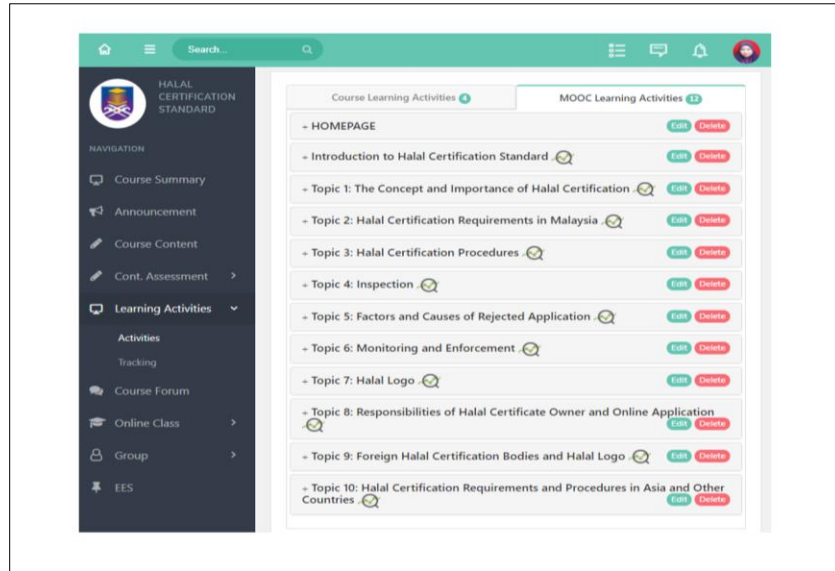 Search...
HALAL
CERTIFICATION
STANDARD
NAVIGATION
Course Summary
Announcement
Course Content
Cont. Assessment
Learning Activities
Activities
Tracking
Course Forum
Online Class
Group
EES
Course Learning Activities 4
MOOC Learning Activities 12
+ HOMEPAGE Edit Delete
+ Introduction to Halal Certification Standard Edit Delete
+ Topic 1: The Concept and Importance of Halal Certification Edit Delete
+ Topic 2: Halal Certification Requirements in Malaysia Edit Delete
+ Topic 3: Halal Certification Procedures Edit Delete
+ Topic 4: Inspection Edit Delete
+ Topic 5: Factors and Causes of Rejected Application Edit Delete
+ Topic 6: Monitoring and Enforcement Edit Delete
+ Topic 7: Halal Logo Edit Delete
+ Topic 8: Responsibilities of Halal Certificate Owner and Online Application
Edit Delete
+ Topic 9: Foreign Halal Certification Bodies and Halal Logo Edit Delete
+ Topic 10: Halal Certification Requirements and Procedures in Asia and Other
Countries Edit Delete